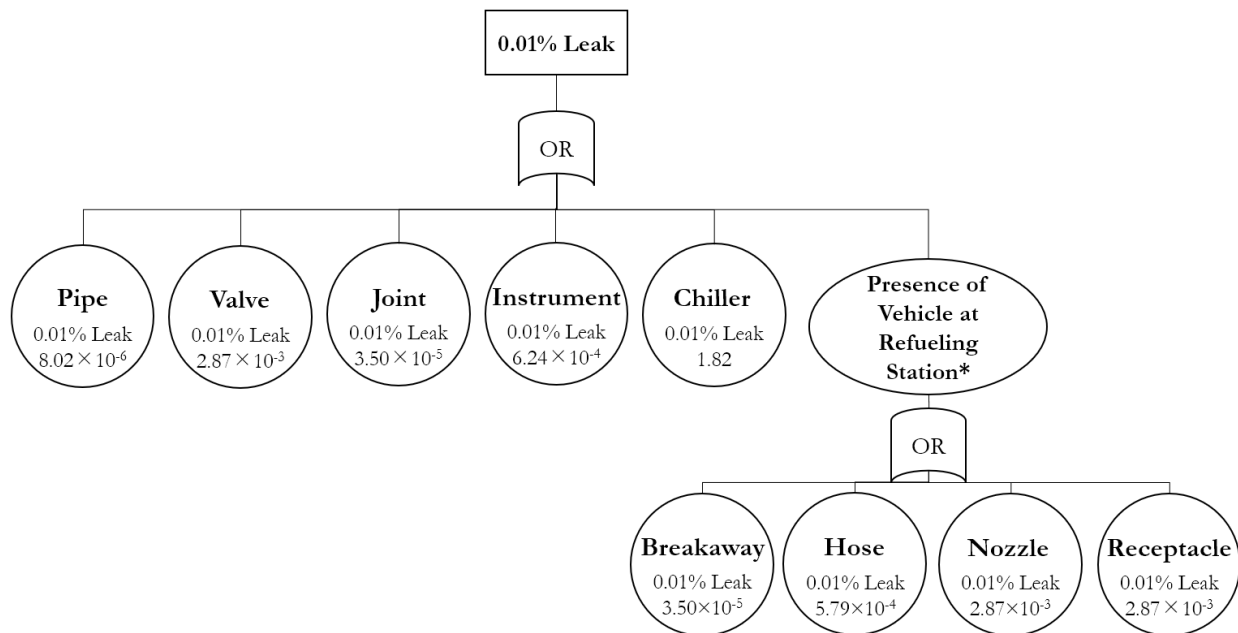 0.01% Leak
OR
Pipe
0.01% Leak
8.02×10⁻⁶
Valve
0.01% Leak
2.87×10⁻³
Joint
0.01% Leak
3.50×10⁻⁵
Instrument
0.01% Leak
6.24×10⁻⁴
Chiller
0.01% Leak
1.82
Presence of
Vehicle at
Refueling
Station*
OR
Breakaway
0.01% Leak
3.50×10⁻⁵
Hose
0.01% Leak
5.79×10⁻⁴
Nozzle
0.01% Leak
2.87×10⁻³
Receptacle
0.01% Leak
2.87×10⁻³